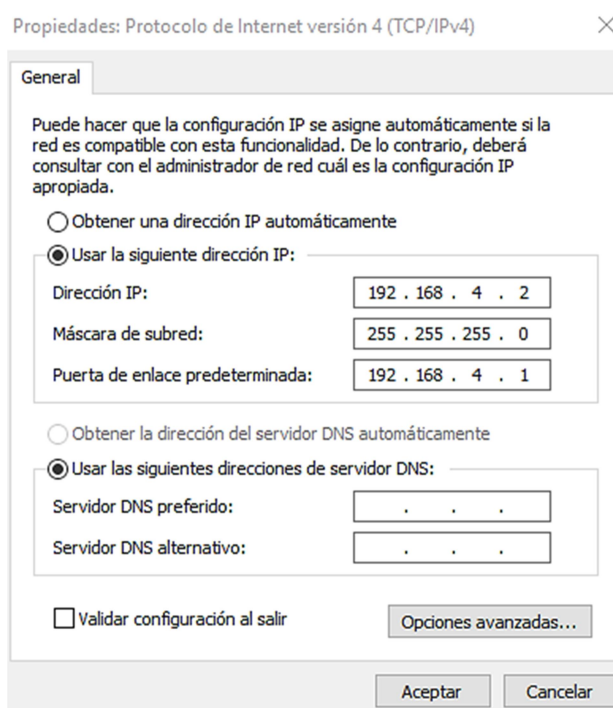 Propiedades: Protocolo de Internet versión 4 (TCP/IPv4)
General
Puede hacer que la configuración IP se asigne automáticamente si la
red es compatible con esta funcionalidad. De lo contrario, deberá
consultar con el administrador de red cuál es la configuración IP
apropiada.
Obtener una dirección IP automáticamente
Usar la siguiente dirección IP:
Dirección IP: 192 . 168 . 4 . 2
Máscara de subred: 255 . 255 . 255 . 0
Puerta de enlace predeterminada: 192 . 168 . 4 . 1
Obtener la dirección del servidor DNS automáticamente
Usar las siguientes direcciones de servidor DNS:
Servidor DNS preferido: . . .
Servidor DNS alternativo: . . .
Validar configuración al salir Opciones avanzadas...
Aceptar Cancelar